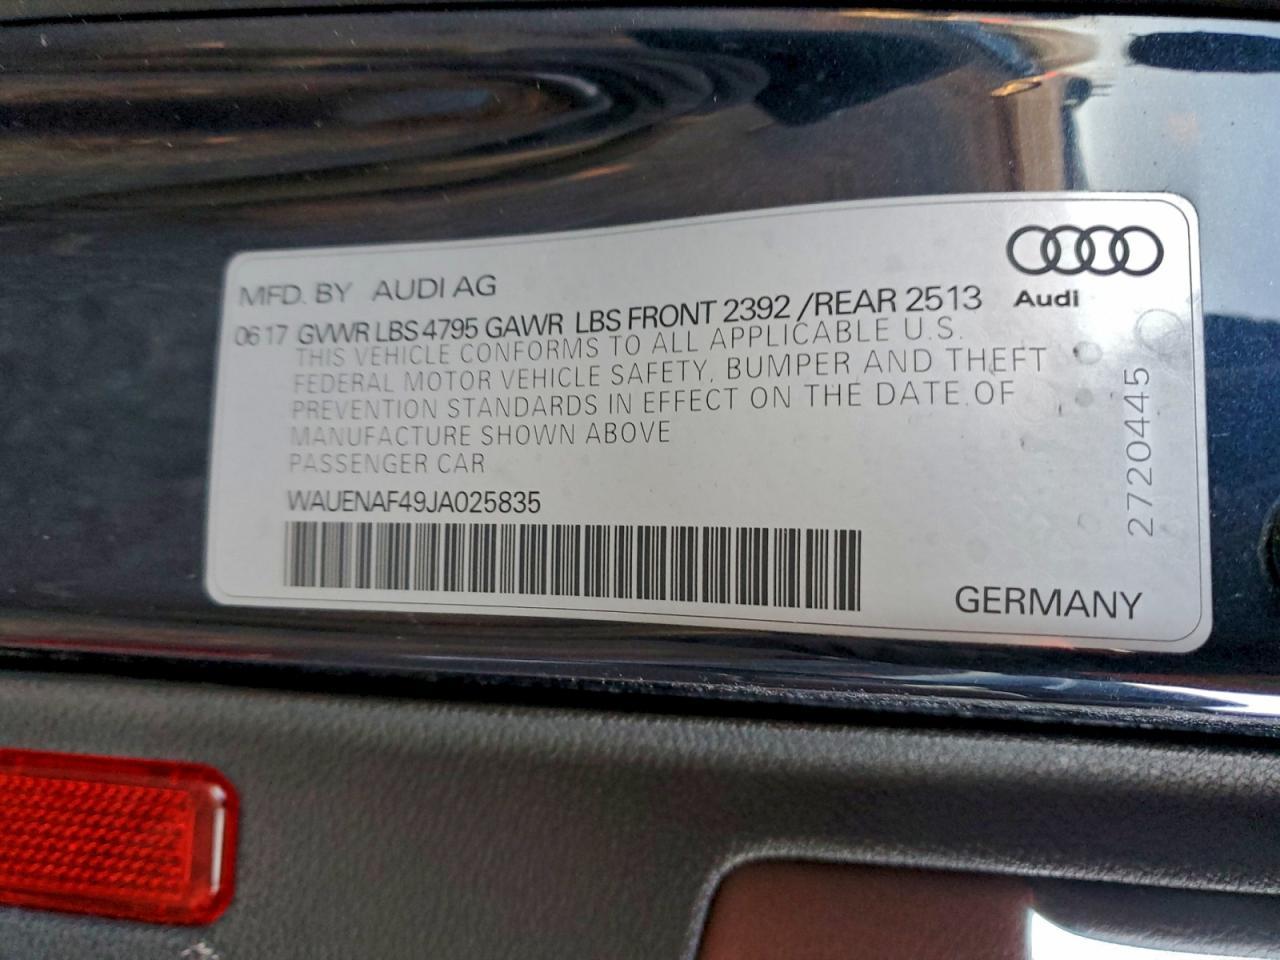 MFD. BY AUDI AG
Audi
06 17 GVWR LBS 4795 GAWR LBS FRONT 2392 /REAR 2513
THIS VEHICLE CONFORMS TO ALL APPLICABLE U.S.
FEDERAL MOTOR VEHICLE SAFETY, BUMPER AND THEFT
PREVENTION STANDARDS IN EFFECT ON THE DATE OF
MANUFACTURE SHOWN ABOVE
PASSENGER CAR
WAUENAF49JA025835
GERMANY
2720445